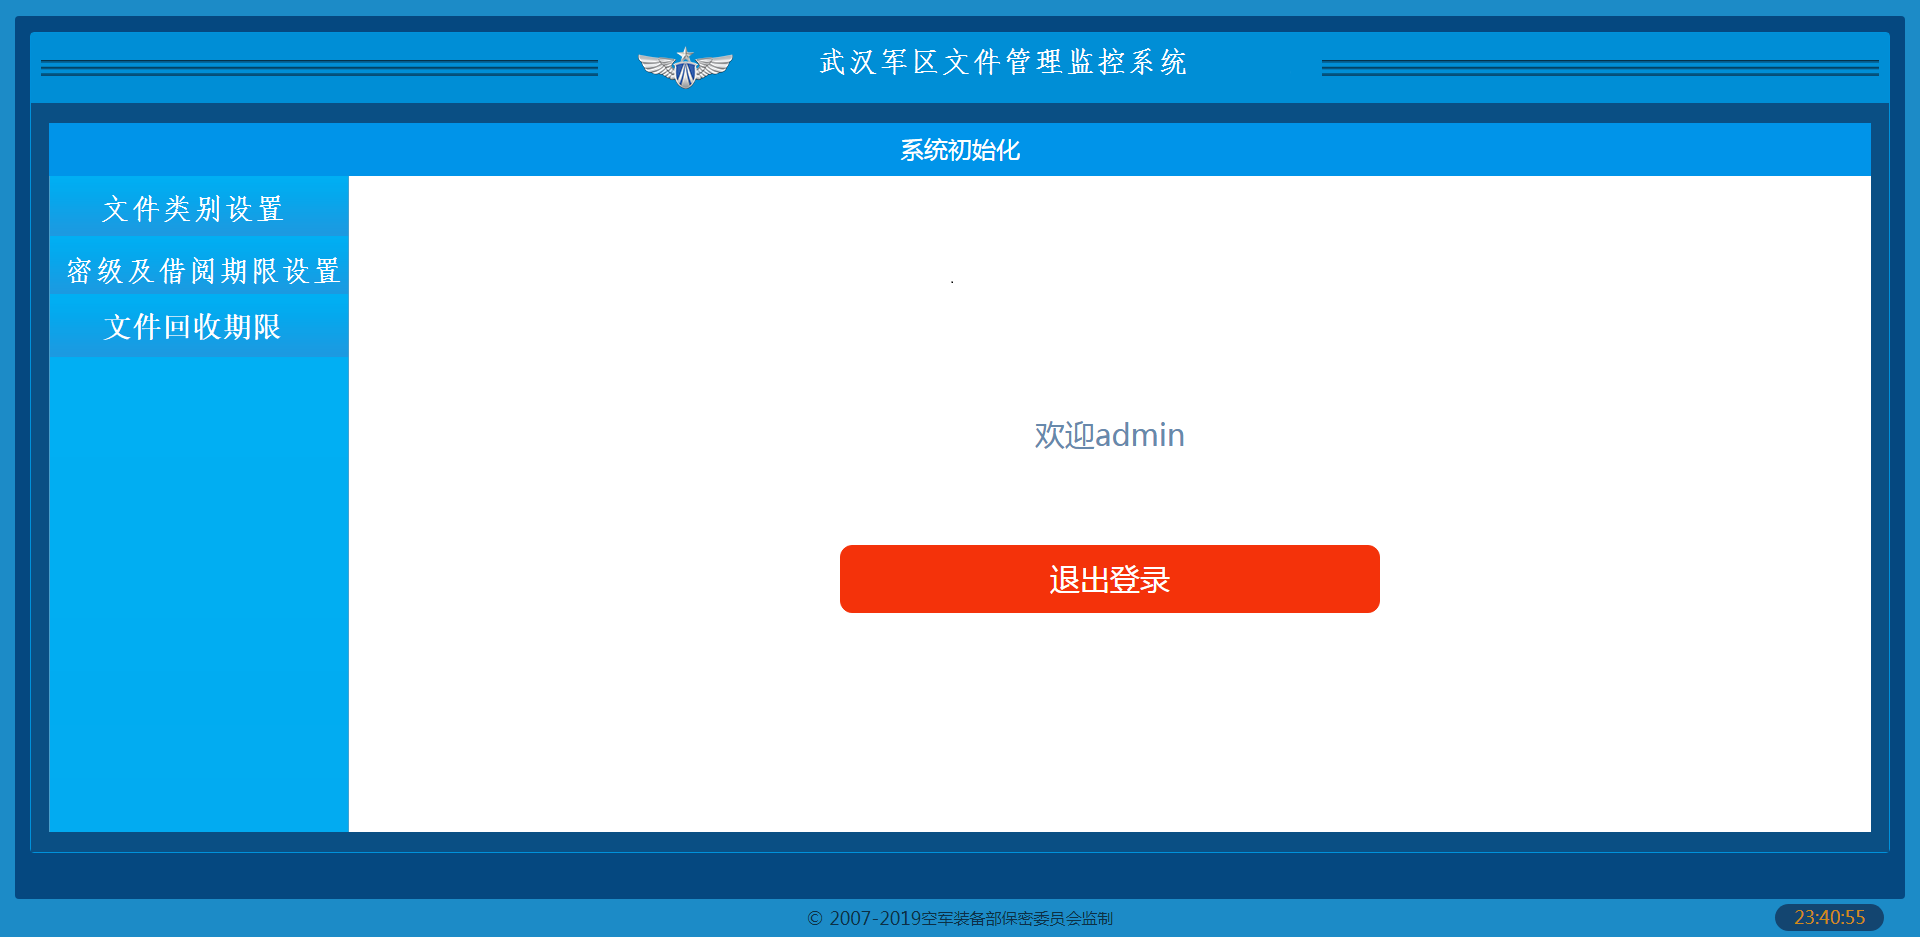 武汉军区文件管理监控系统
系统初始化
文件类别设置
密级及借阅期限设置
文件回收期限
欢迎admin
退出登录
© 2007-2019空军装备部保密委员会监制
23:40:55